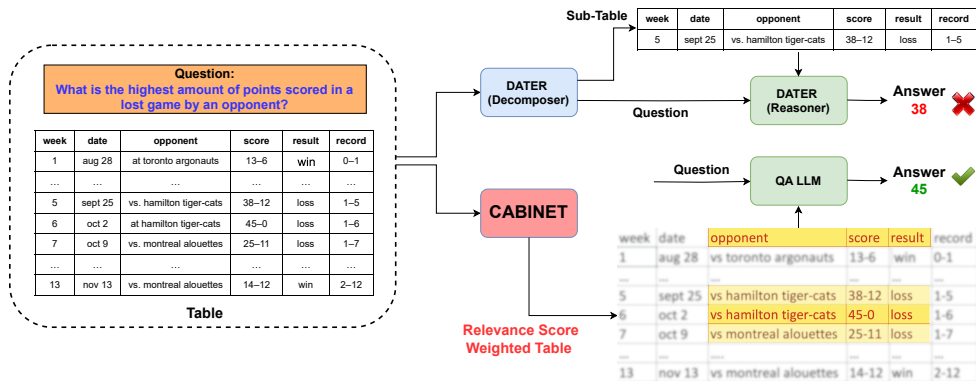 Question:
What is the highest amount of points scored in a
lost game by an opponent?
week date opponent score result record
1 aug 28 at toronto argonauts 13–6 win 0–1
... ... ... ... ... ...
5 sept 25 vs. hamilton tiger-cats 38–12 loss 1–5
6 oct 2 at hamilton tiger-cats 45–0 loss 1–6
7 oct 9 vs. montreal alouettes 25–11 loss 1–7
... ... ... ... ... ...
13 nov 13 vs. montreal alouettes 14–12 win 2–12
Table
Sub-Table
week date opponent score result record
5 sept 25 vs. hamilton tiger-cats 38–12 loss 1–5
DATER
(Decomposer)
Question
DATER
(Reasoner)
Answer
38
CABINET
Question
QA LLM
Answer
45
Relevance Score
Weighted Table
week date opponent score result record
1 aug 28 vs toronto argonauts 13-6 win 0-1
... ... ... ... ... ...
5 sept 25 vs hamilton tiger-cats 38-12 loss 1-5
6 oct 2 vs hamilton tiger-cats 45-0 loss 1-6
7 oct 9 vs montreal alouettes 25-11 loss 1-7
... ... .... ... ... ...
13 nov 13 vs montreal alouettes 14-12 win 2-12